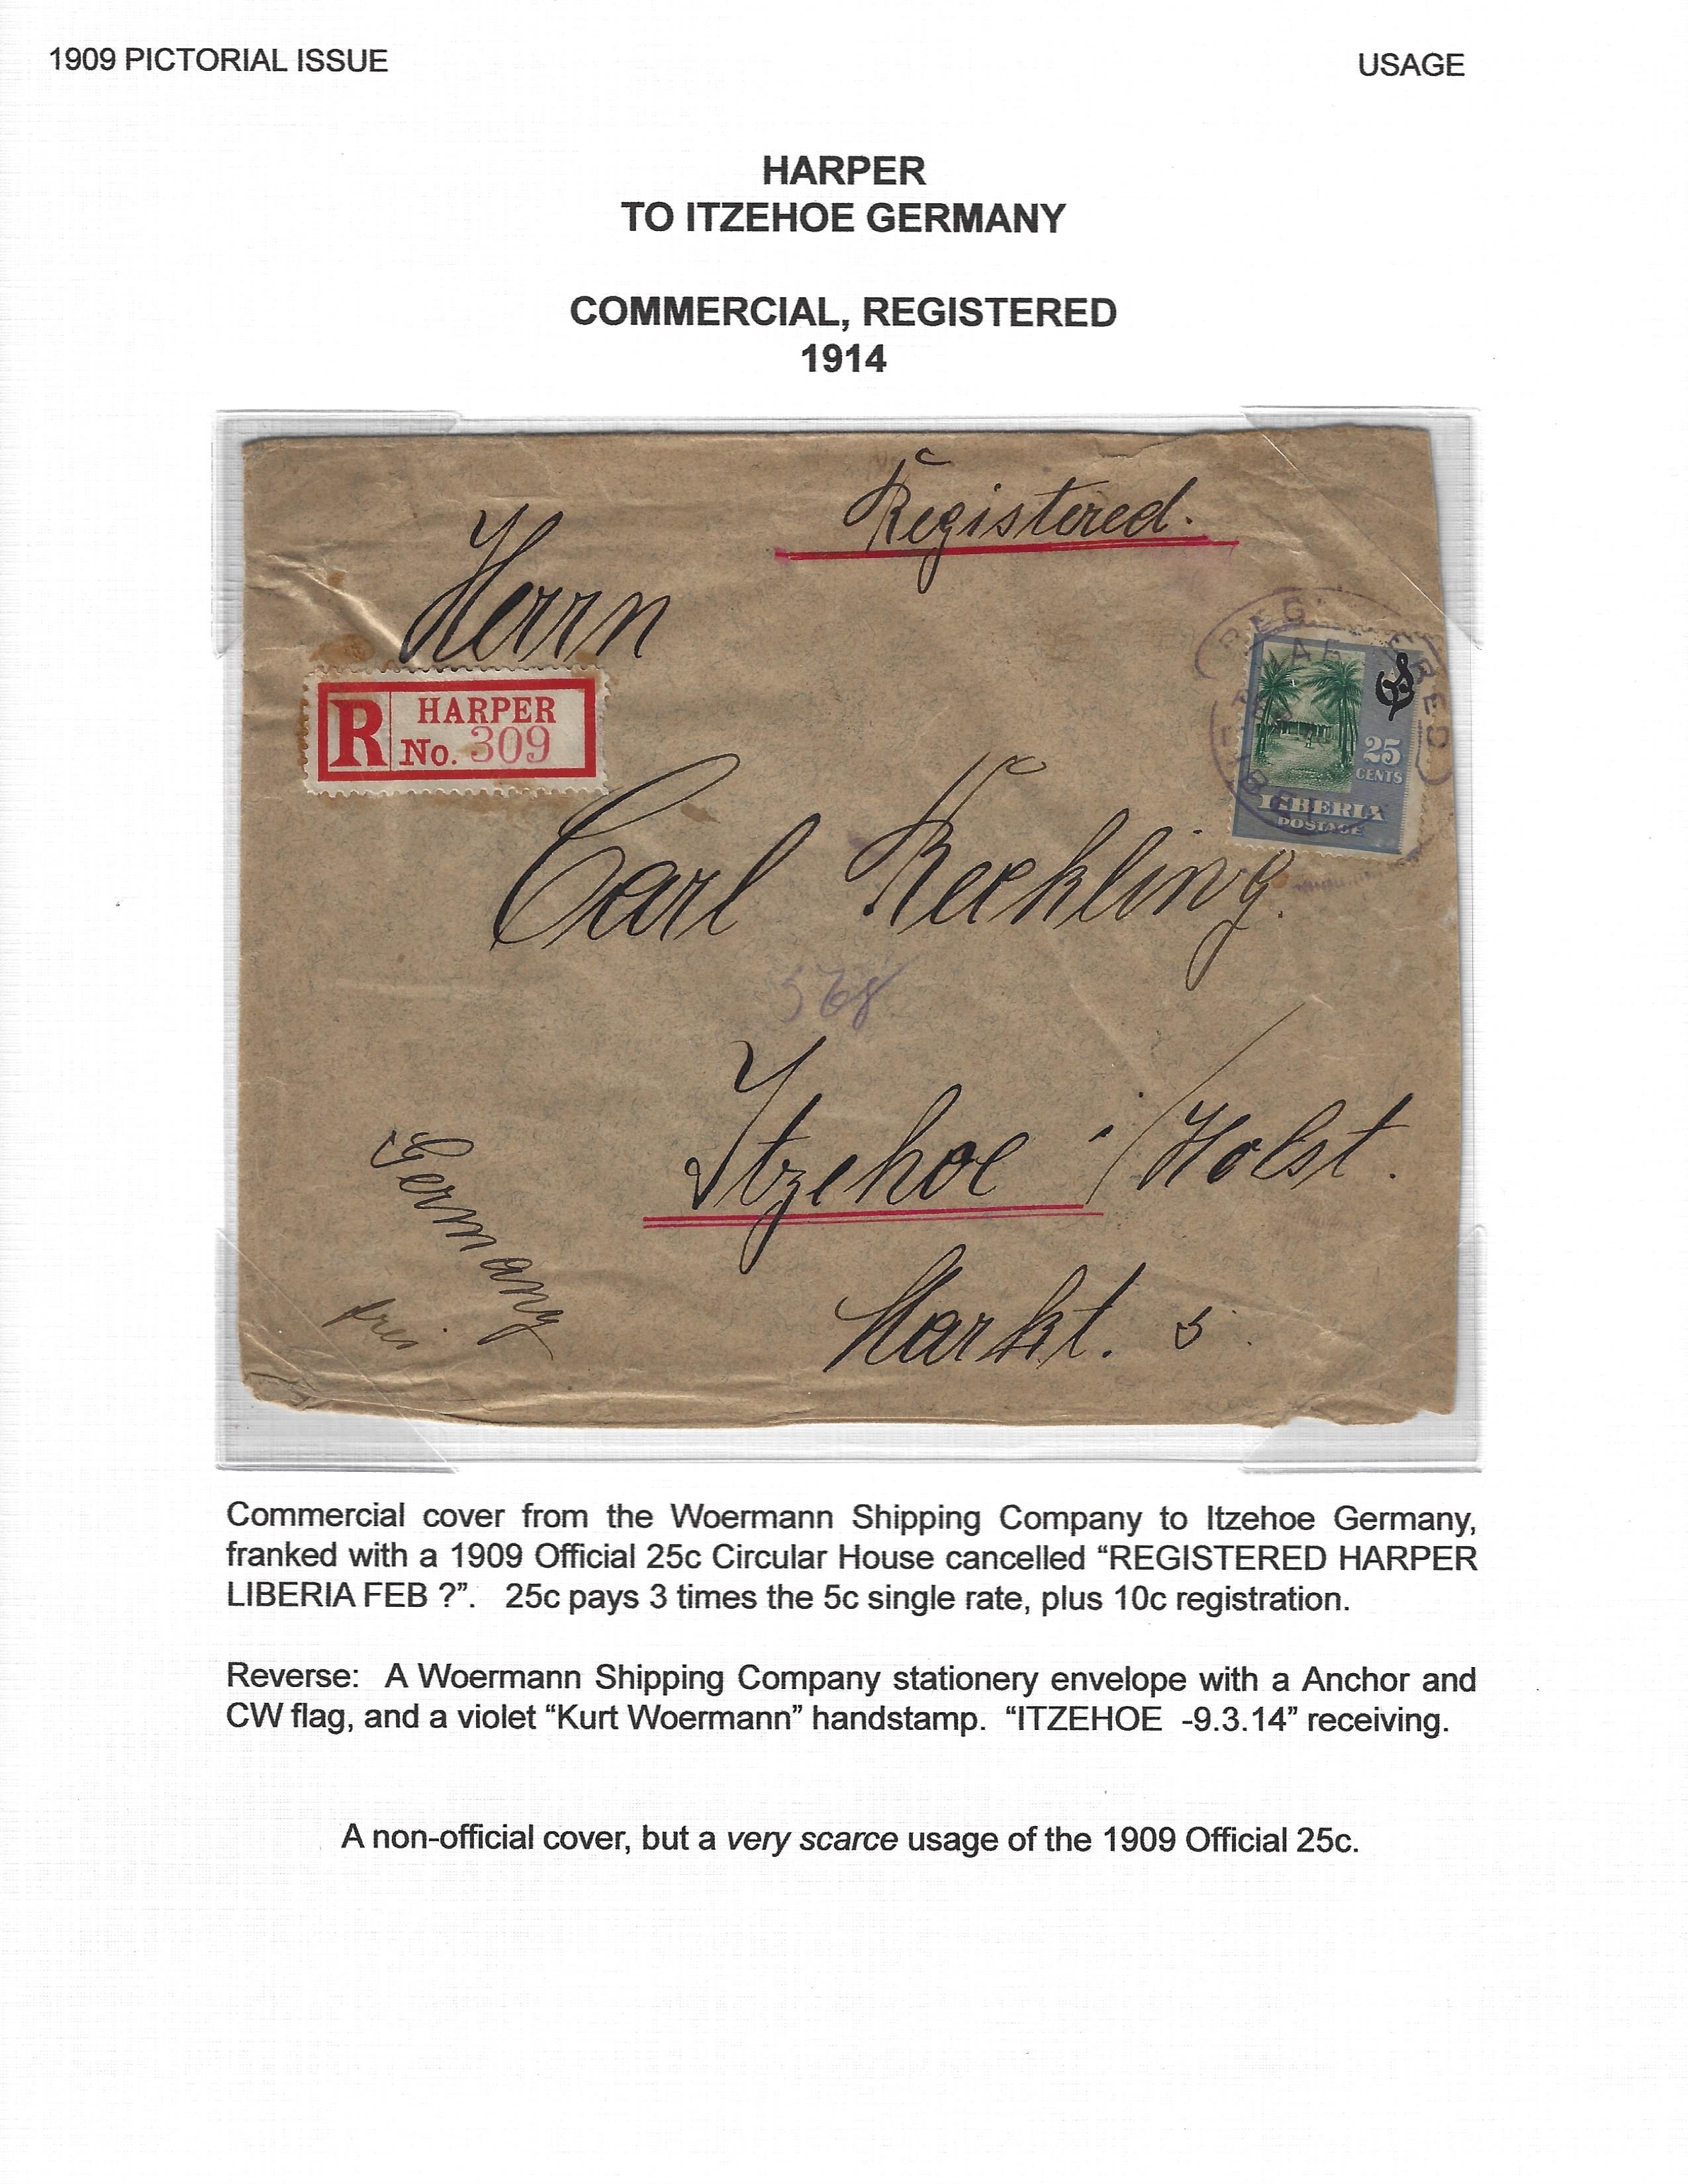 1909 PICTORIAL ISSUE
USAGE
HARPER
TO ITZEHOE GERMANY
COMMERCIAL, REGISTERED
1914
Registered.
Herrn
R HARPER
No. 309
25
CENTS
LIBERIA
POSTAGE
Carl Reekling.
368
Itzehoe i/Holst.
Germany
Markt. 5.
Commercial cover from the Woermann Shipping Company to Itzehoe Germany,
franked with a 1909 Official 25c Circular House cancelled “REGISTERED HARPER
LIBERIA FEB ?”. 25c pays 3 times the 5c single rate, plus 10c registration.
Reverse: A Woermann Shipping Company stationery envelope with a Anchor and
CW flag, and a violet “Kurt Woermann” handstamp. “ITZEHOE -9.3.14” receiving.
A non-official cover, but a very scarce usage of the 1909 Official 25c.